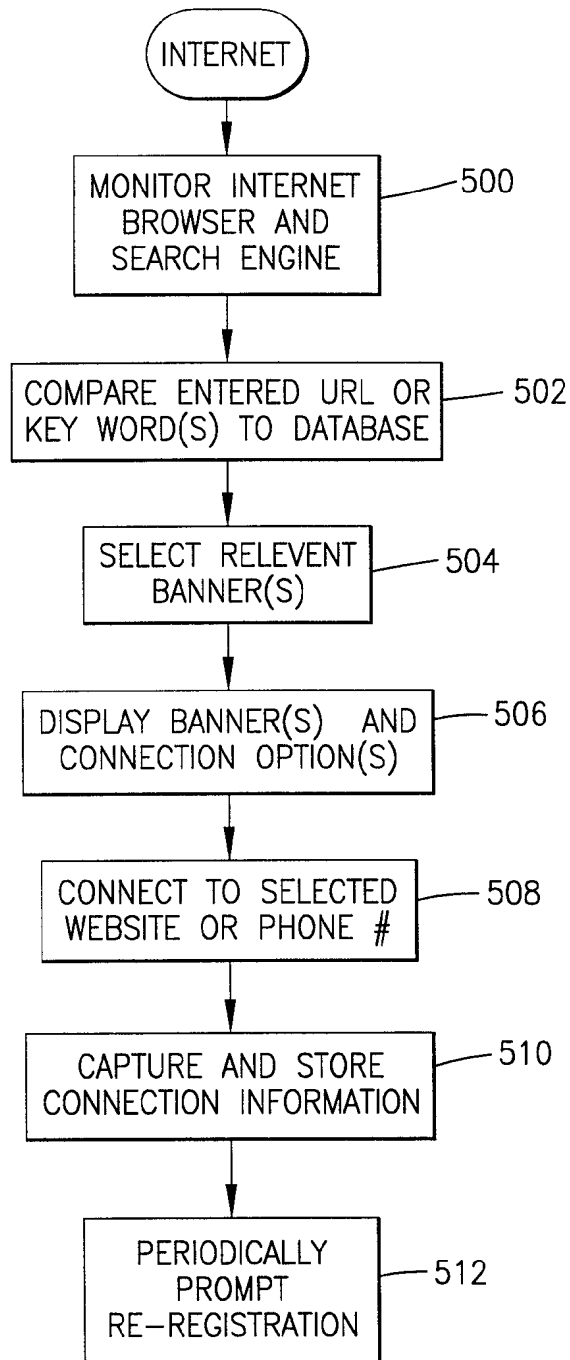 INTERNET
MONITOR INTERNET
BROWSER AND
SEARCH ENGINE
500
COMPARE ENTERED URL OR
KEY WORD(S) TO DATABASE
502
SELECT RELEVENT
BANNER(S)
504
DISPLAY BANNER(S) AND
CONNECTION OPTION(S)
506
CONNECT TO SELECTED
WEBSITE OR PHONE #
508
CAPTURE AND STORE
CONNECTION INFORMATION
510
PERIODICALLY
PROMPT
RE-REGISTRATION
512